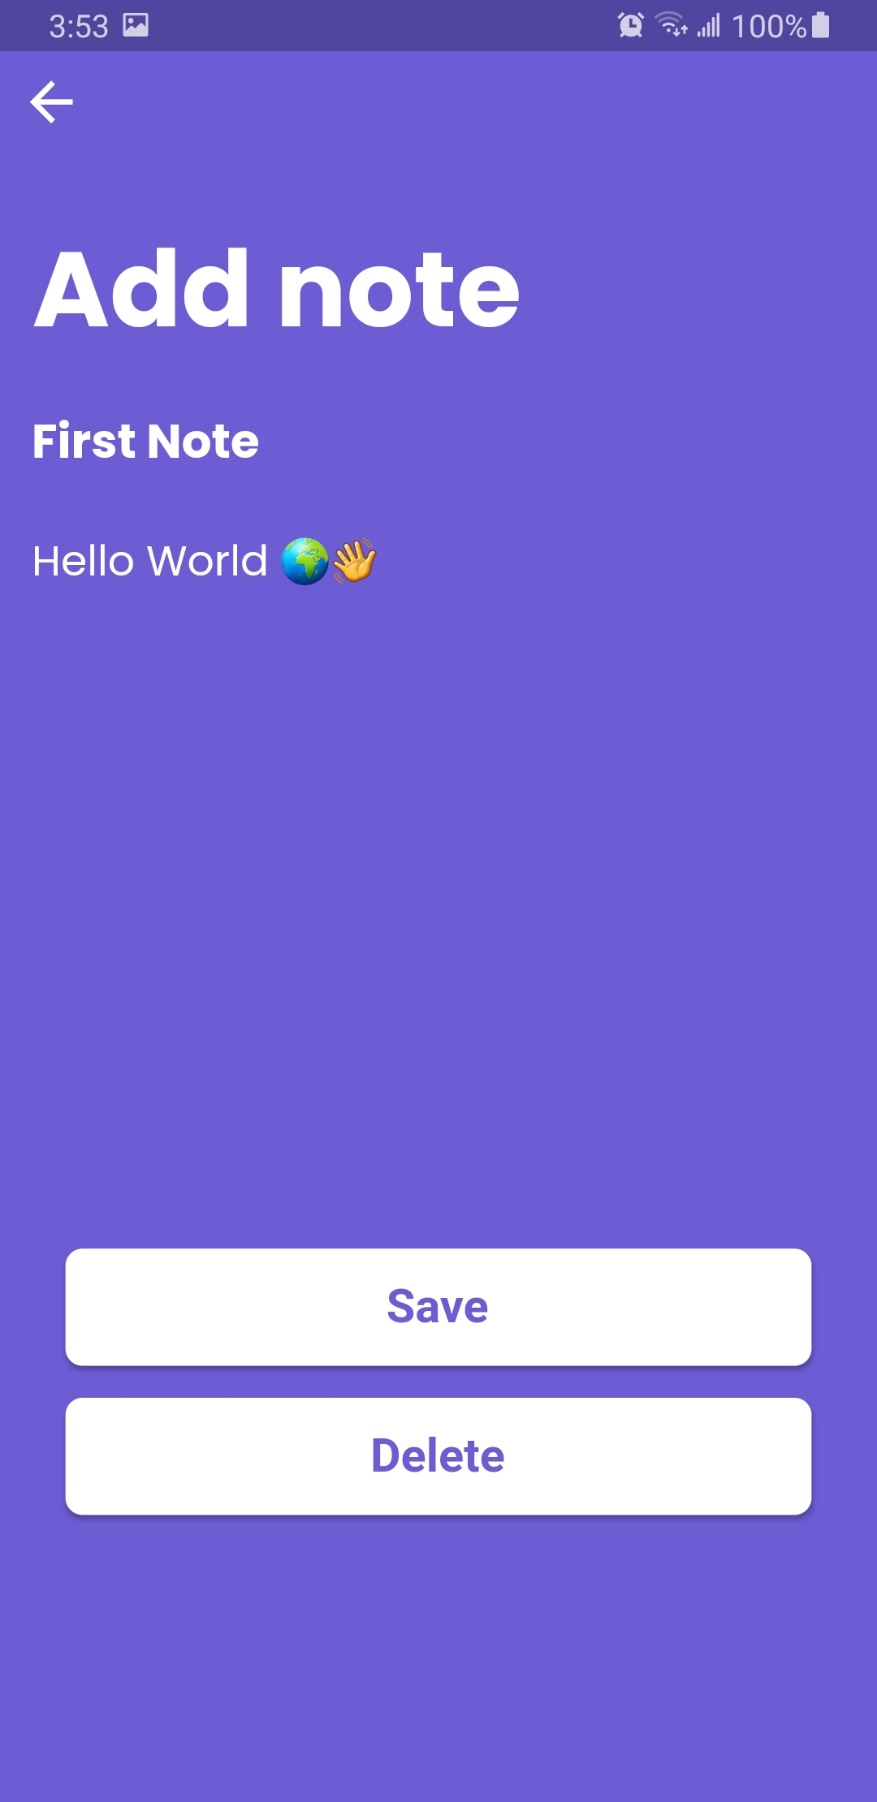 3:53 100%
Add note
First Note
Hello World 🌍👋
Save
Delete